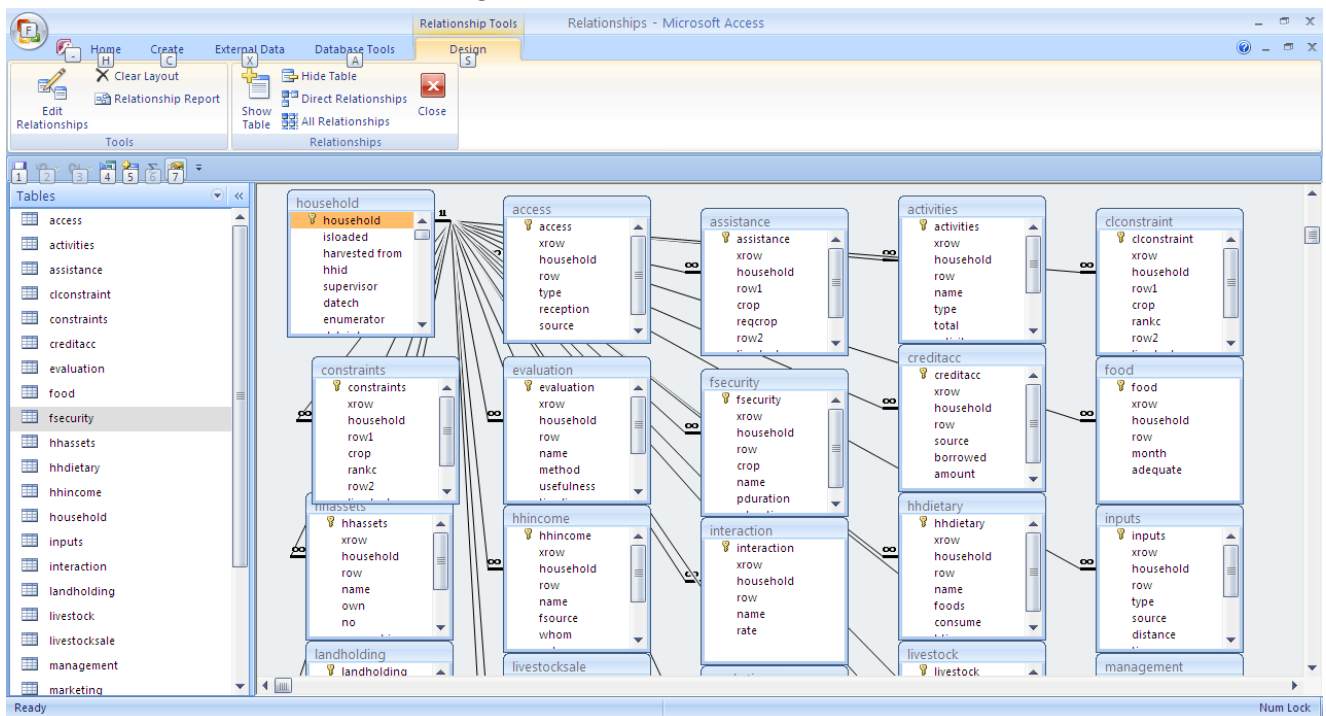 Relationship Tools
Relationships - Microsoft Access
F
Home
Create
External Data
Database Tools
Design
H
C
X
A
S
Edit Relationships
Clear Layout
Relationship Report
Tools
Show Table
Hide Table
Direct Relationships
All Relationships
Close
Relationships
1
2
3
4
5
6
7
Tables
access
activities
assistance
clconstraint
constraints
creditacc
evaluation
food
fsecurity
hhassets
hhdietary
hhincome
household
inputs
interaction
landholding
livestock
livestocksale
management
marketing
household
household
isloaded
harvested from
hhid
supervisor
datech
enumerator
access
access
xrow
household
row
type
reception
source
assistance
assistance
xrow
household
row1
crop
reqcrop
row2
activities
activities
xrow
household
row
name
type
total
clconstraint
clconstraint
xrow
household
row1
crop
rankc
row2
constraints
constraints
xrow
household
row1
crop
rankc
row2
evaluation
evaluation
xrow
household
row
name
method
usefulness
fsecurity
fsecurity
xrow
household
row
crop
name
pduration
creditacc
creditacc
xrow
household
row
source
borrowed
amount
food
food
xrow
household
row
month
adequate
hhassets
hhassets
xrow
household
row
name
own
no
hhincome
hhincome
xrow
household
row
name
fsource
whom
interaction
interaction
xrow
household
row
name
rate
hhdietary
hhdietary
xrow
household
row
name
foods
consume
inputs
inputs
xrow
household
row
type
source
distance
landholding
landholding
livestocksale
livestock
livestock
management
Ready
Num Lock